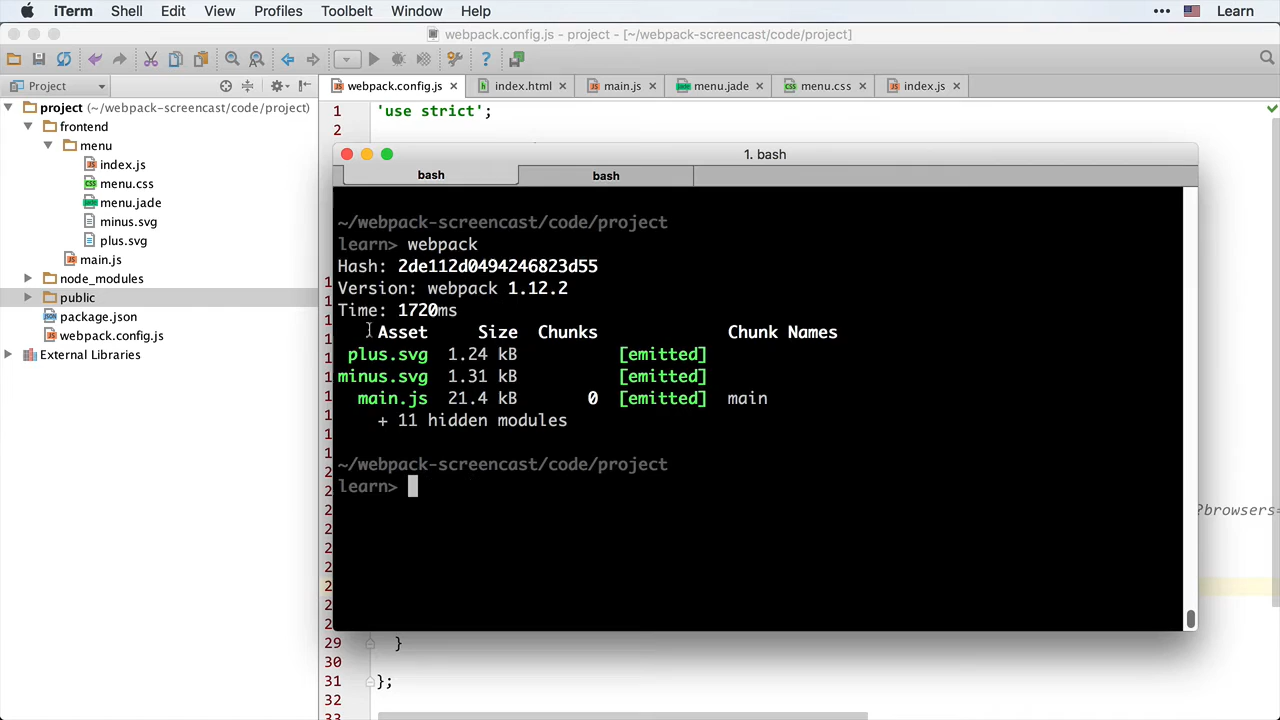 iTerm Shell Edit View Profiles Toolbelt Window Help Learn
webpack.config.js - project - [~/webpack-screencast/code/project]
Project
webpack.config.js index.html main.js menu.jade menu.css index.js
project (~/webpack-screencast/code/project)
frontend
menu
index.js
menu.css
menu.jade
minus.svg
plus.svg
main.js
node_modules
public
package.json
webpack.config.js
External Libraries
1 'use strict';
2
1. bash
bash bash
~/webpack-screencast/code/project
learn> webpack
Hash: 2de112d0494246823d55
Version: webpack 1.12.2
Time: 1720ms
Asset Size Chunks Chunk Names
plus.svg 1.24 kB [emitted]
minus.svg 1.31 kB [emitted]
main.js 21.4 kB 0 [emitted] main
+ 11 hidden modules
~/webpack-screencast/code/project
learn>
?browsers=
29 }
30
31 };
32
33